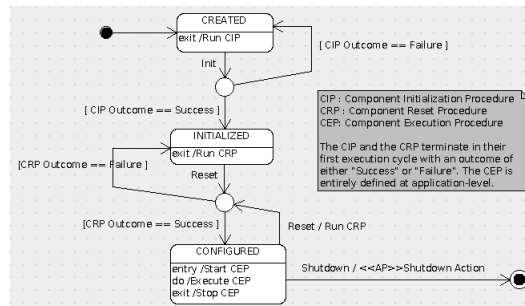 CREATED
exit /Run CIP
[ CIP Outcome == Failure ]
Init
[ CIP Outcome == Success ]
CIP : Component Initialization Procedure
CRP : Component Reset Procedure
CEP: Component Execution Procedure
The CIP and the CRP terminate in their
first execution cycle with an outcome of
either "Success" or "Failure". The CEP is
entirely defined at application-level.
INITIALIZED
exit /Run CRP
[CRP Outcome == Failure ]
Reset
[CRP Outcome == Success ]
Reset / Run CRP
CONFIGURED
entry /Start CEP
do /Execute CEP
exit /Stop CEP
Shutdown / <<AP>>Shutdown Action